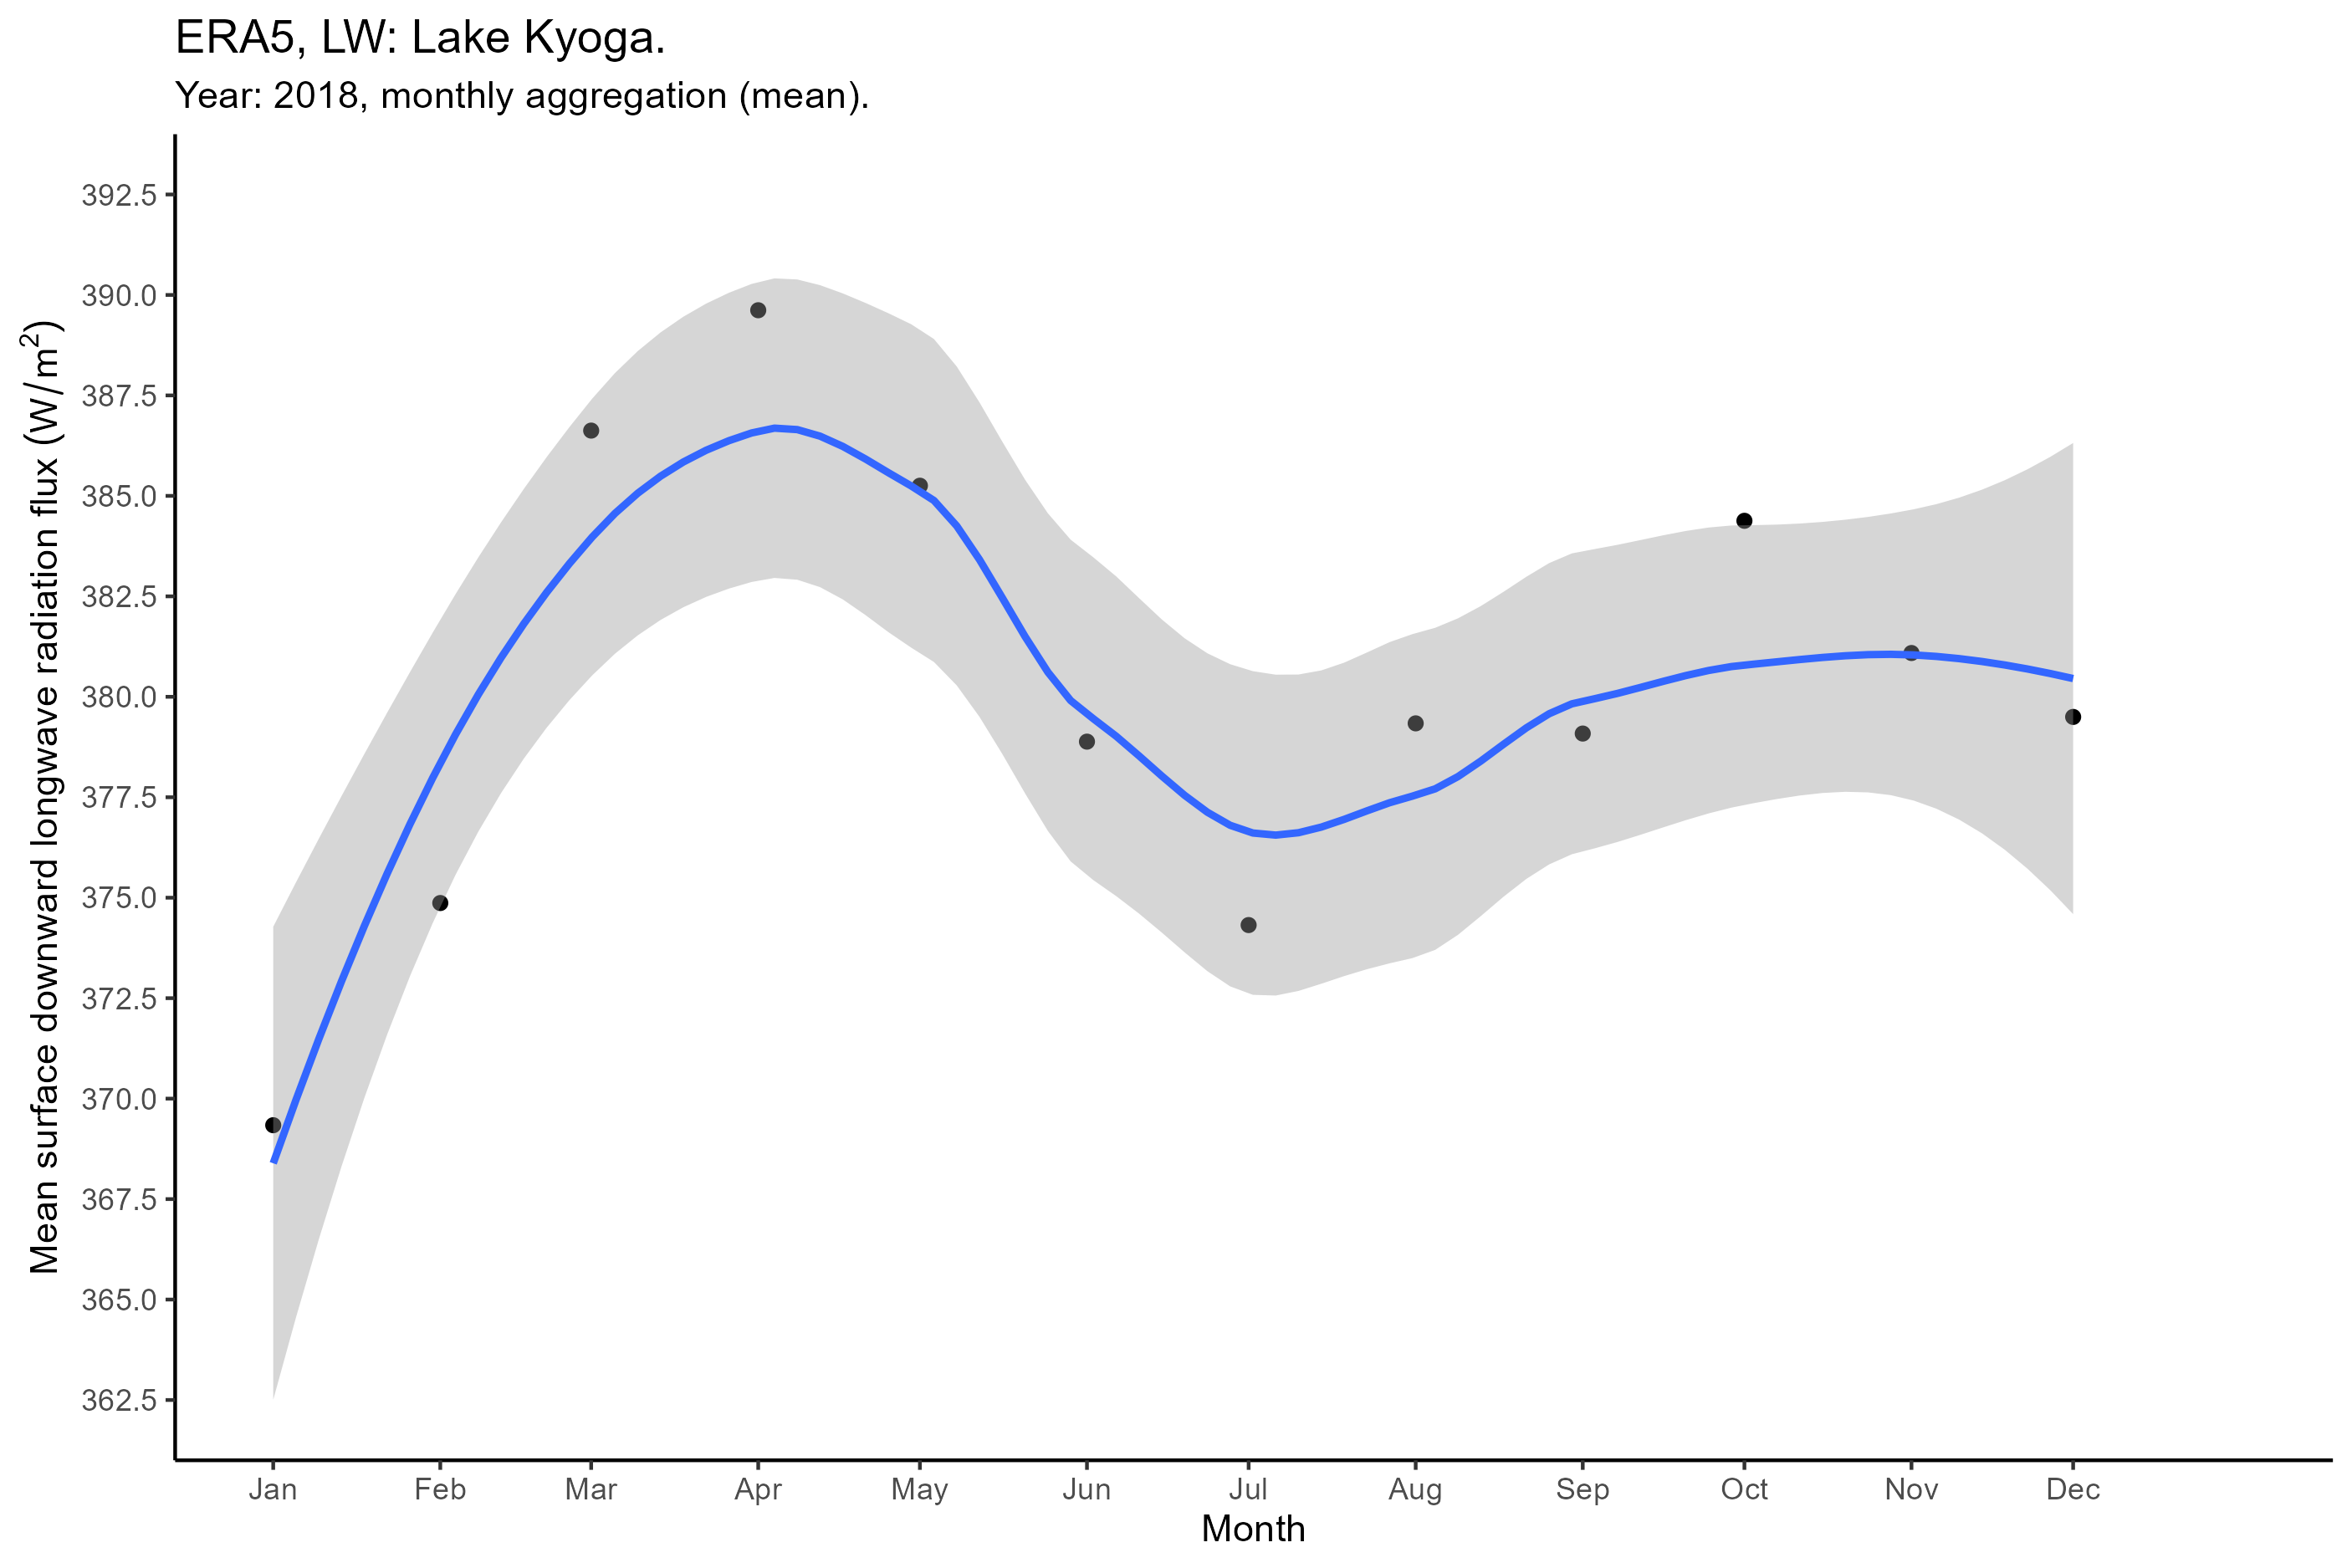 ERA5, LW: Lake Kyoga.
Year: 2018, monthly aggregation (mean).
Mean surface downward longwave radiation flux (W/m²)
392.5
390.0
387.5
385.0
382.5
380.0
377.5
375.0
372.5
370.0
367.5
365.0
362.5
Jan Feb Mar Apr May Jun Jul Aug Sep Oct Nov Dec
Month